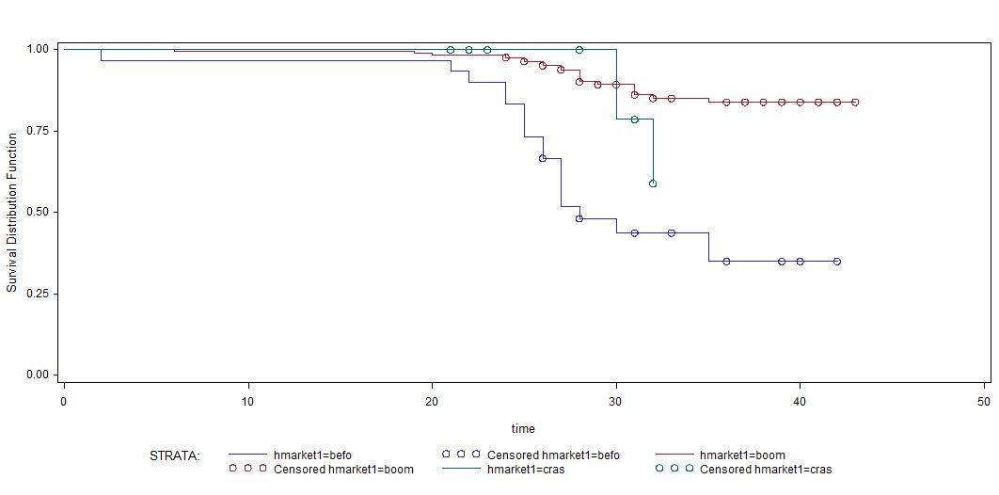 1.00
0.75
0.50
0.25
0.00
Survival Distribution Function
0 10 20 30 40 50
time
STRATA: hmarket1=befo Censored hmarket1=befo hmarket1=boom
Censored hmarket1=boom hmarket1=cras Censored hmarket1=cras